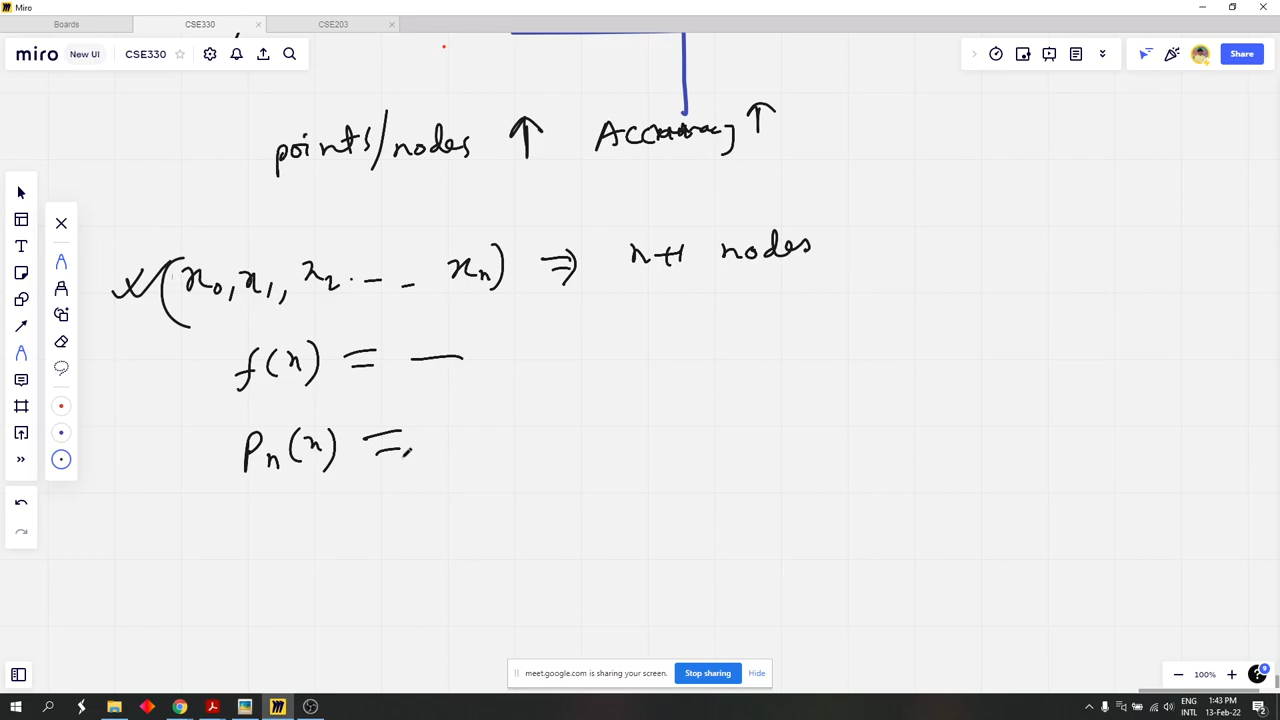 Miro
Boards CSE330 CSE203
miro New UI CSE330 Share
points/nodes ↑ Accuracy ↑
(x₀, x₁, x₂ . - - xₙ) ⇒ n+1 nodes
f(x) = —
Pₙ(x) =
meet.google.com is sharing your screen. Stop sharing Hide
100%
ENG 1:43 PM
INTL 13-Feb-22